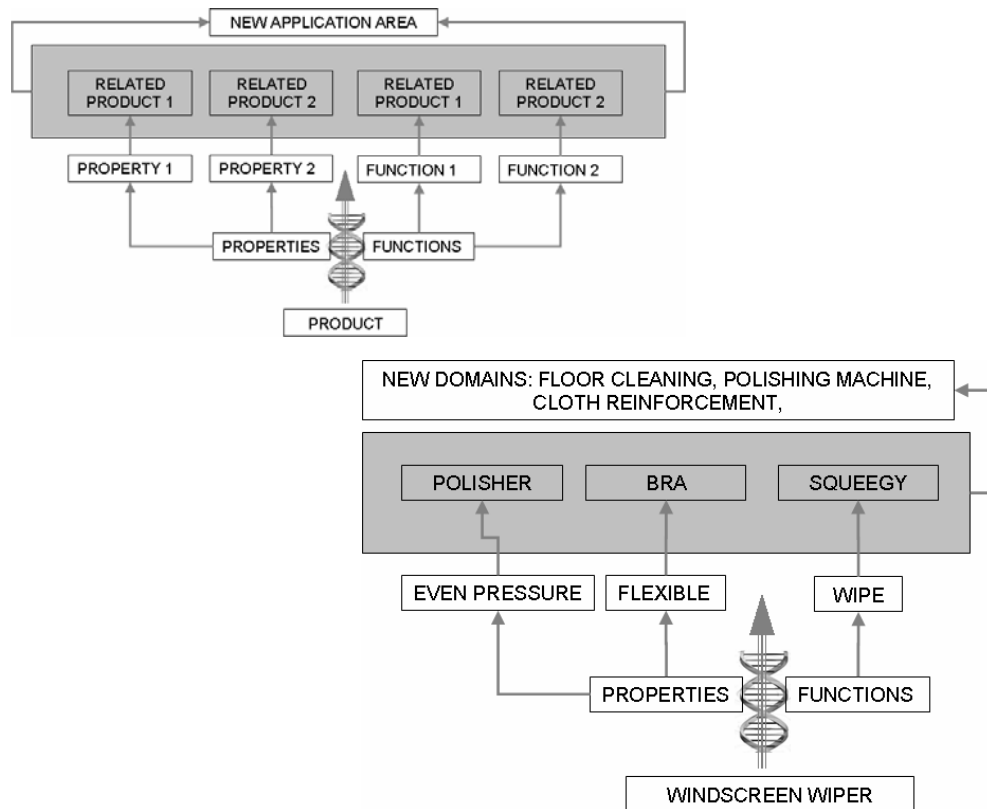 NEW APPLICATION AREA
RELATED
PRODUCT 1
RELATED
PRODUCT 2
RELATED
PRODUCT 1
RELATED
PRODUCT 2
PROPERTY 1
PROPERTY 2
FUNCTION 1
FUNCTION 2
PROPERTIES
FUNCTIONS
PRODUCT
NEW DOMAINS: FLOOR CLEANING, POLISHING MACHINE,
CLOTH REINFORCEMENT,
POLISHER
BRA
SQUEEGY
EVEN PRESSURE
FLEXIBLE
WIPE
PROPERTIES
FUNCTIONS
WINDSCREEN WIPER